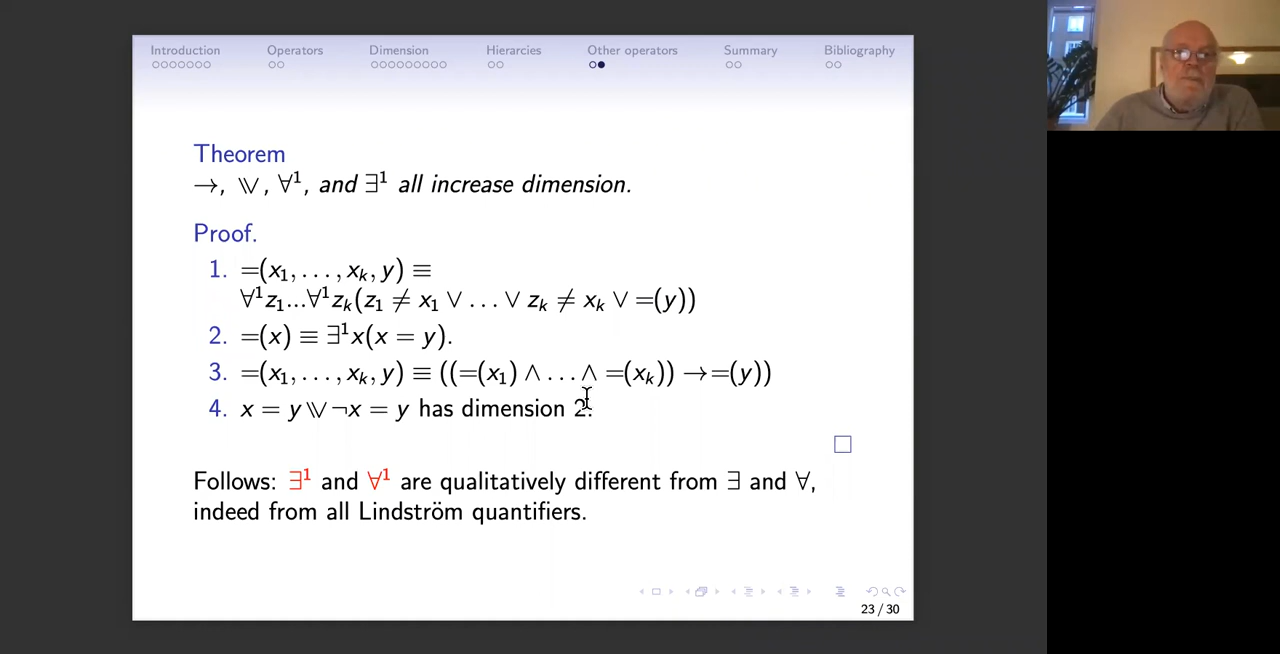 Introduction Operators Dimension Hierarcies Other operators Summary Bibliography
Theorem
→, \\/, ∀¹, and ∃¹ all increase dimension.
Proof.
1. =(x₁, . . . , xₖ, y) ≡
∀¹z₁...∀¹zₖ(z₁ ≠ x₁ ∨ . . . ∨ zₖ ≠ xₖ ∨ =(y))
2. =(x) ≡ ∃¹x(x = y).
3. =(x₁, . . . , xₖ, y) ≡ ((=(x₁) ∧ . . . ∧ =(xₖ)) →=(y))
4. x = y \\/ ¬x = y has dimension 2.
Follows: ∃¹ and ∀¹ are qualitatively different from ∃ and ∀,
indeed from all Lindström quantifiers.
23 / 30